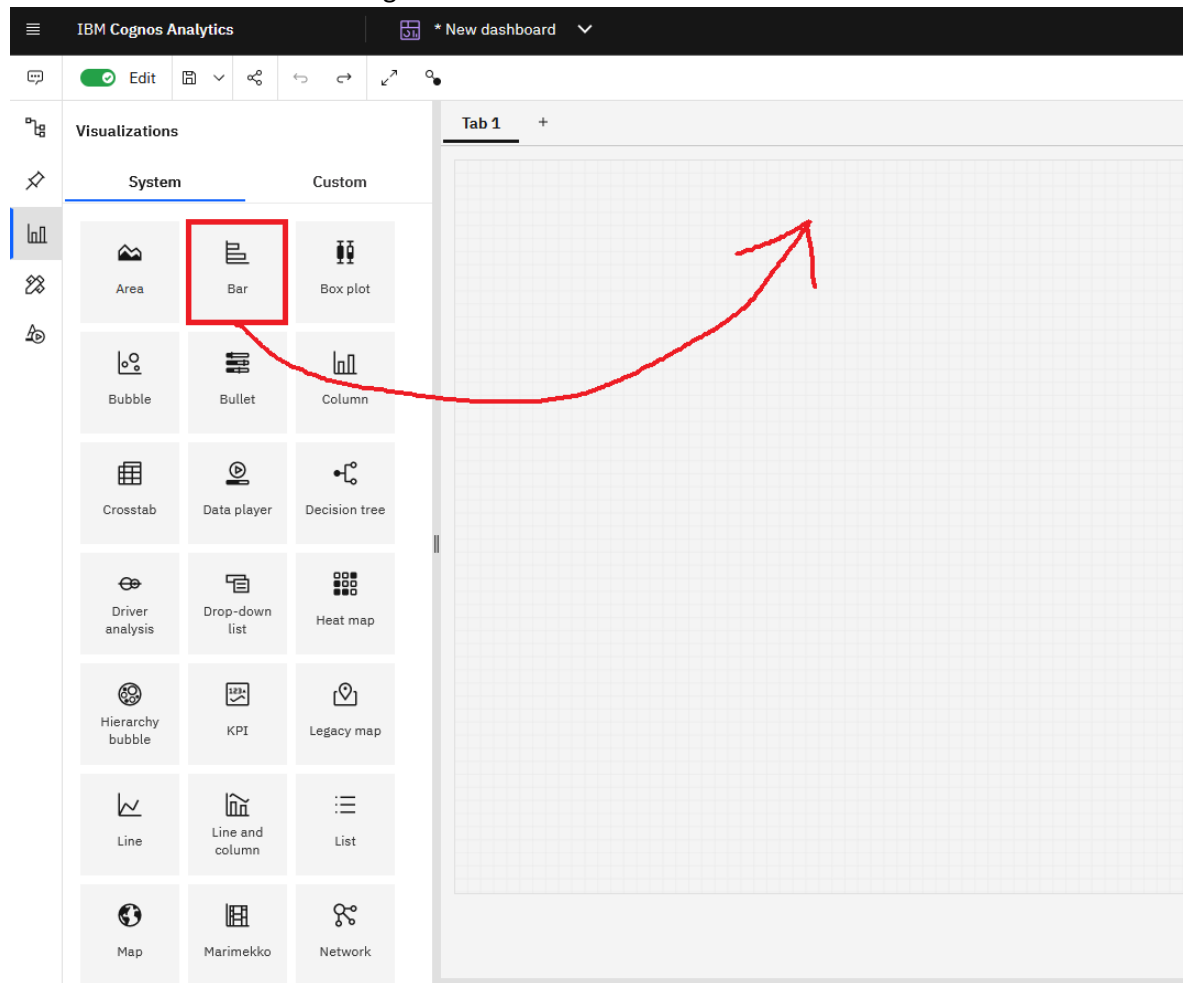 IBM Cognos Analytics
* New dashboard
Edit
Visualizations
Tab 1 +
System Custom
Area Bar Box plot
Bubble Bullet Column
Crosstab Data player Decision tree
Driver analysis
Drop-down list
Heat map
Hierarchy bubble
KPI
Legacy map
Line
Line and column
List
Map Marimekko Network